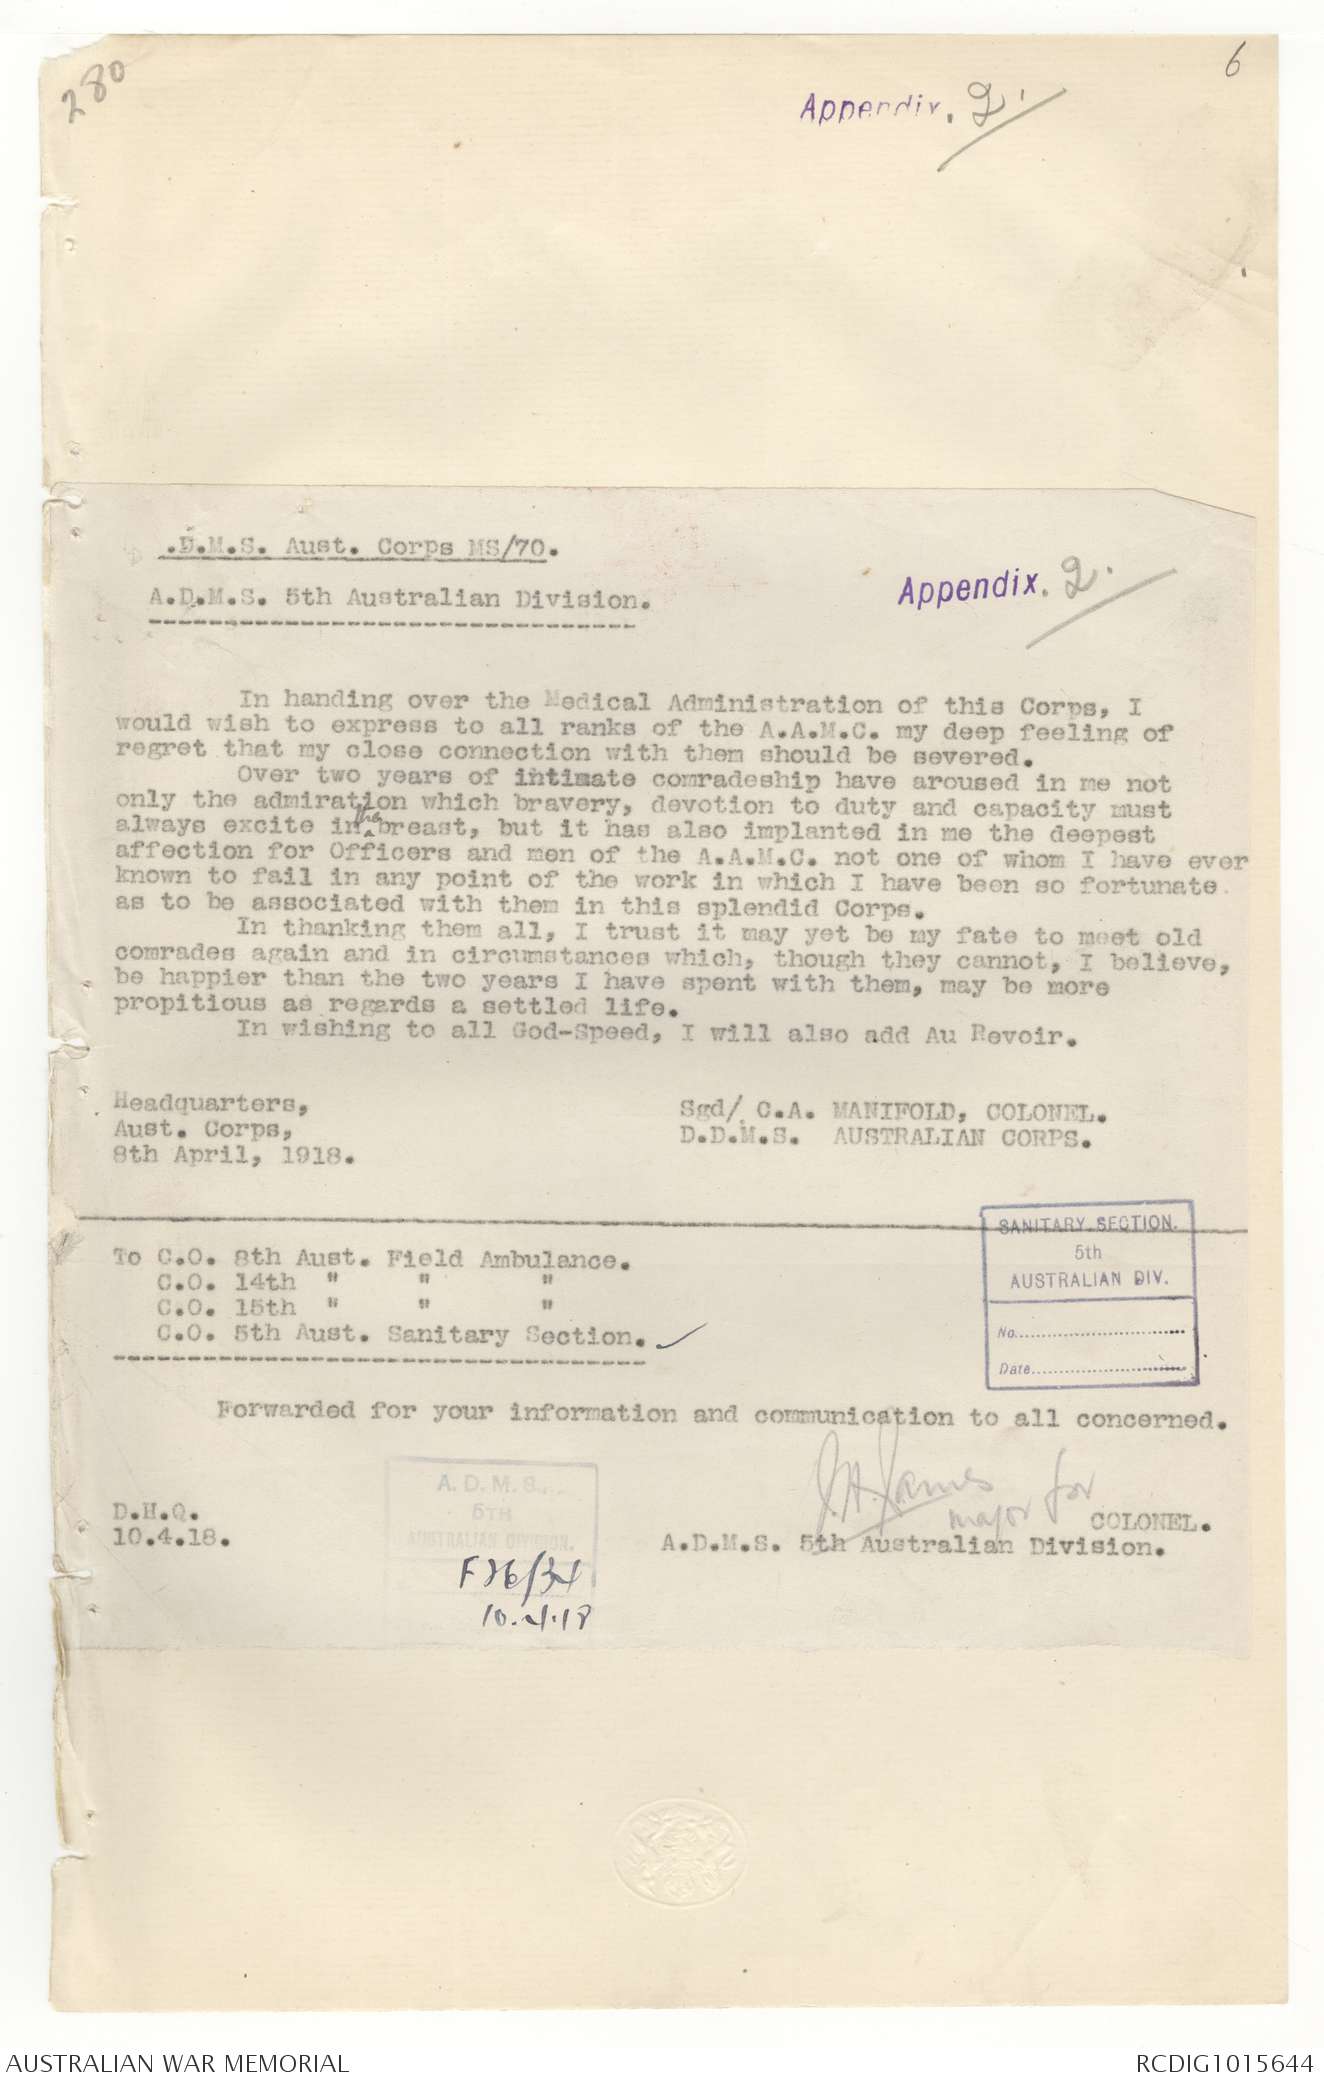 280
6
Appendix. 2.
.D.M.S. Aust. Corps MS/70.
A.D.M.S. 5th Australian Division.
Appendix. 2.
In handing over the Medical Administration of this Corps, I
would wish to express to all ranks of the A.A.M.C. my deep feeling of
regret that my close connection with them should be severed.
Over two years of intimate comradeship have aroused in me not
only the admiration which bravery, devotion to duty and capacity must
always excite in the breast, but it has also implanted in me the deepest
affection for Officers and men of the A.A.M.C. not one of whom I have ever
known to fail in any point of the work in which I have been so fortunate
as to be associated with them in this splendid Corps.
In thanking them all, I trust it may yet be my fate to meet old
comrades again and in circumstances which, though they cannot, I believe,
be happier than the two years I have spent with them, may be more
propitious as regards a settled life.
In wishing to all God-Speed, I will also add Au Revoir.
Headquarters,
Aust. Corps,
8th April, 1918.
Sgd/ C.A. MANIFOLD, COLONEL.
D.D.M.S. AUSTRALIAN CORPS.
SANITARY SECTION.
5th
AUSTRALIAN DIV.
No.
Date
To C.O. 8th Aust. Field Ambulance.
C.O. 14th " " "
C.O. 15th " " "
C.O. 5th Aust. Sanitary Section. ✓
Forwarded for your information and communication to all concerned.
A.D.M.S.
5TH
AUSTRALIAN DIVISION.
F26/34
10.4.18
D.H.Q.
10.4.18.
J.H. James
major for
COLONEL.
A.D.M.S. 5th Australian Division.
AUSTRALIAN WAR MEMORIAL
RCDIG1015644